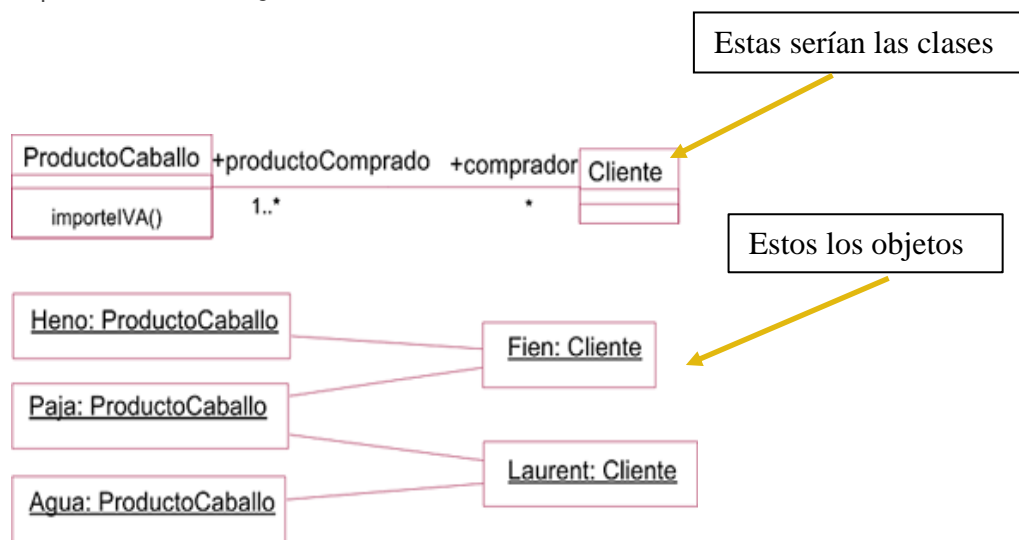 Estas serían las clases
ProductoCaballo
+productoComprado
+comprador
Cliente
importeIVA()
1..*
*
Estos los objetos
Heno: ProductoCaballo
Fien: Cliente
Paja: ProductoCaballo
Laurent: Cliente
Agua: ProductoCaballo